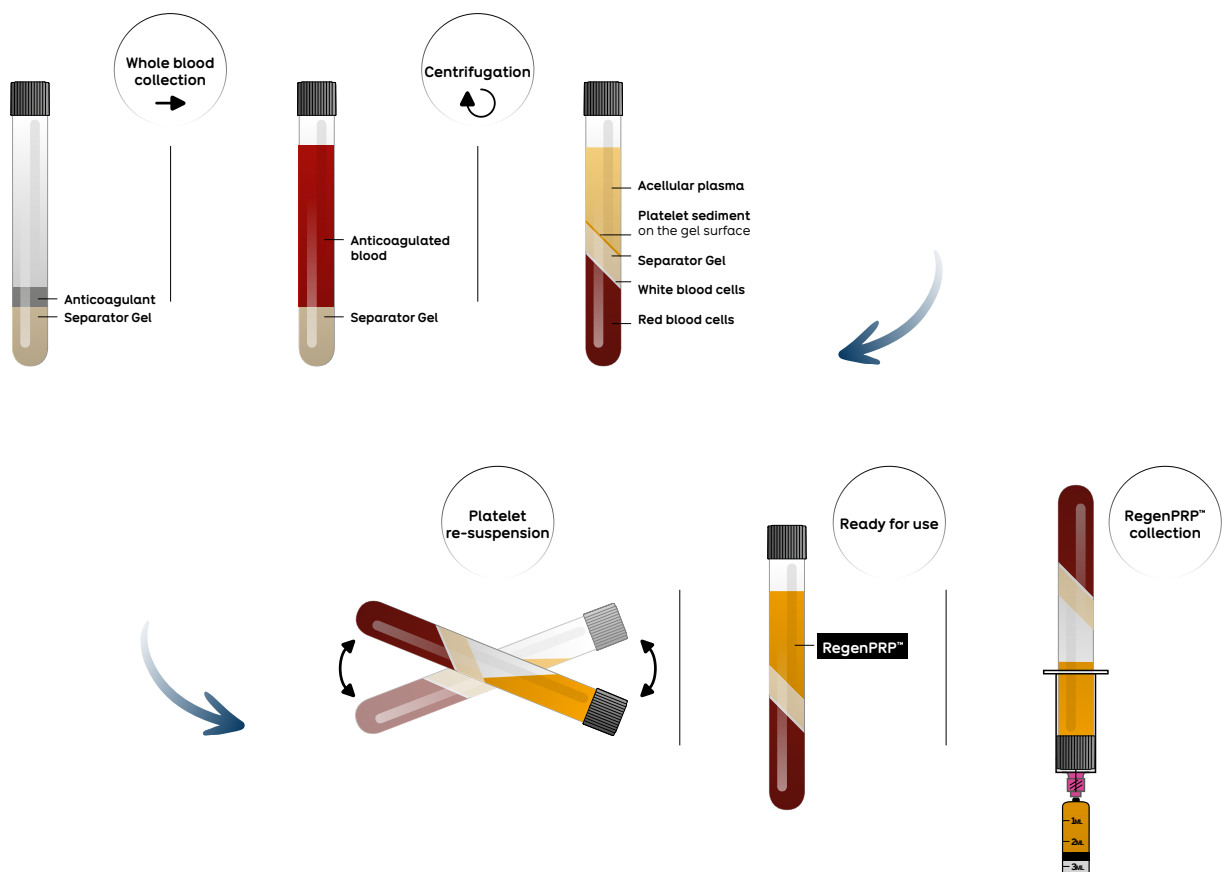 Whole blood
collection
Centrifugation
Anticoagulant
Separator Gel
Anticoagulated
blood
Separator Gel
Acellular plasma
Platelet sediment
on the gel surface
Separator Gel
White blood cells
Red blood cells
Platelet
re-suspension
Ready for use
RegenPRP™
RegenPRP™
collection
1ML
2ML
3ML